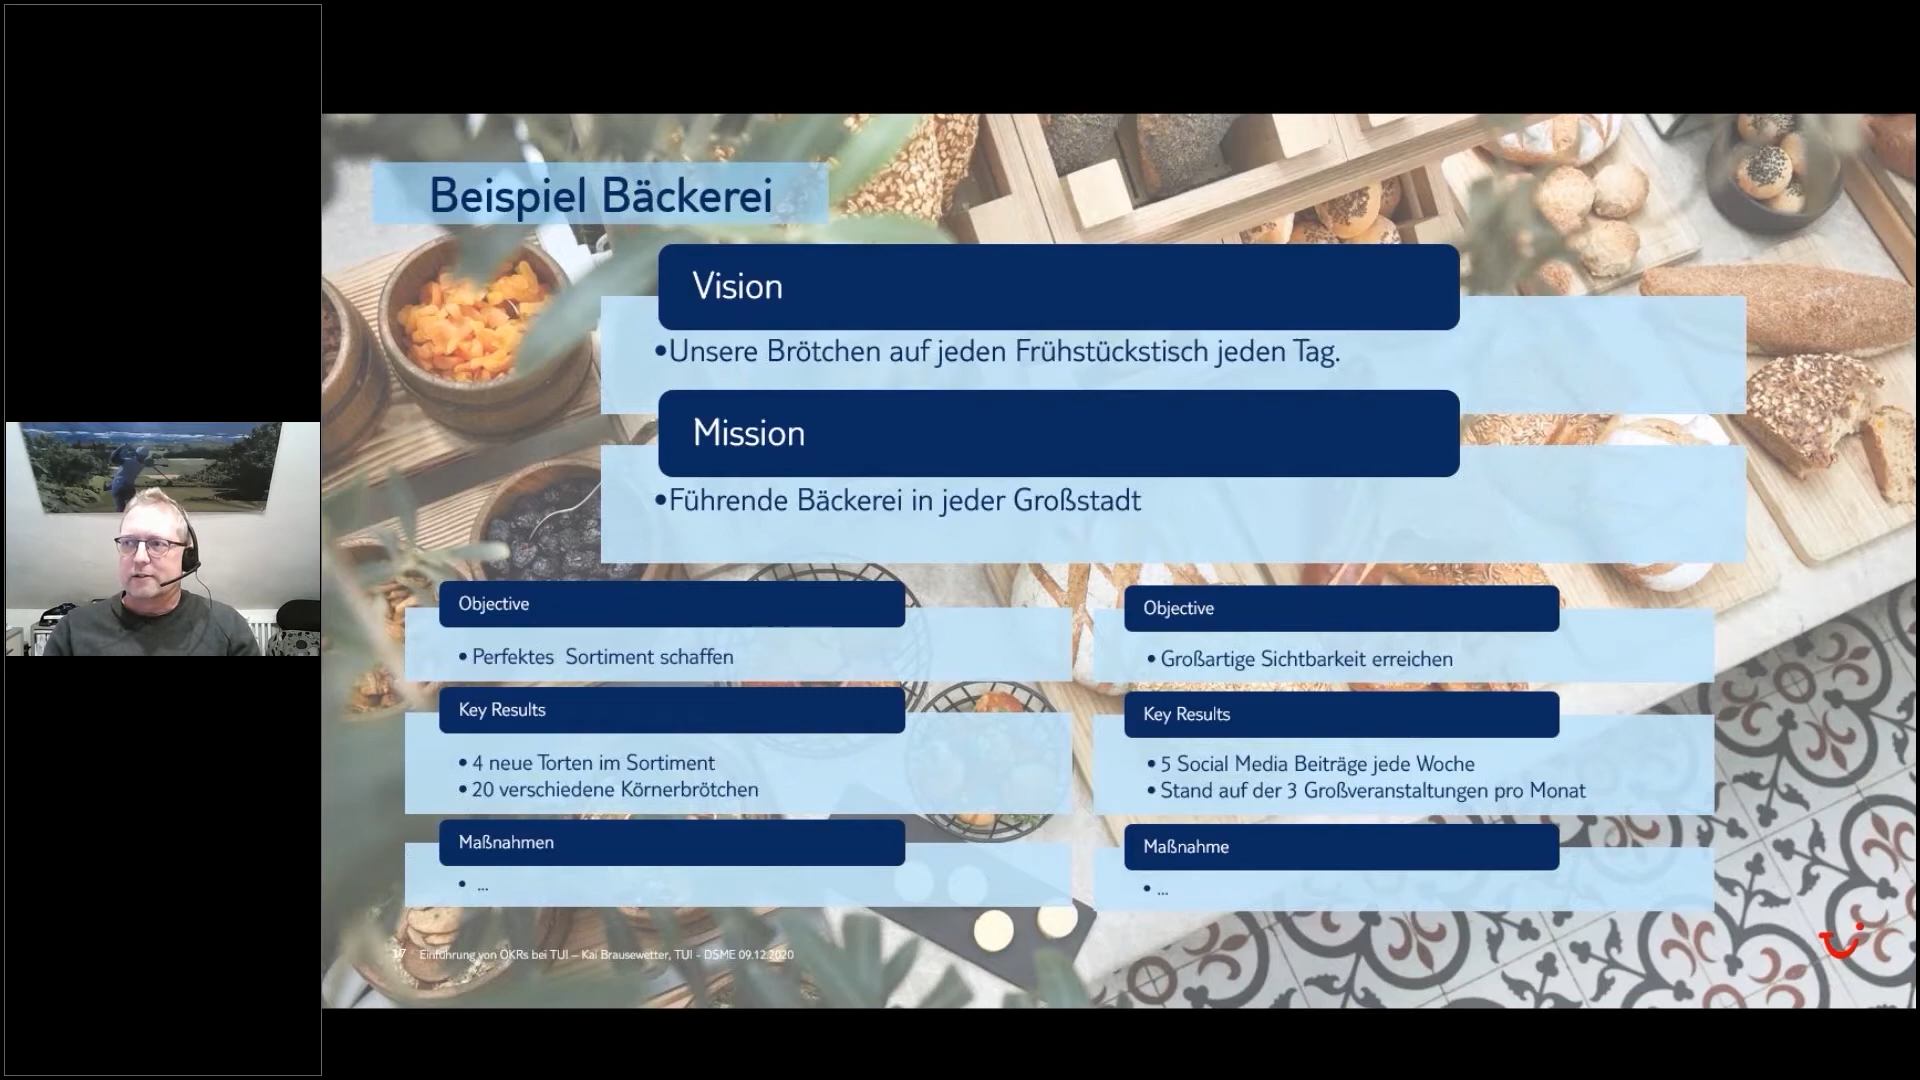 Beispiel Bäckerei
Vision
•Unsere Brötchen auf jeden Frühstückstisch jeden Tag.
Mission
•Führende Bäckerei in jeder Großstadt
Objective
• Perfektes  Sortiment schaffen
Key Results
• 4 neue Torten im Sortiment
• 20 verschiedene Körnerbrötchen
Maßnahmen
• ...
Objective
• Großartige Sichtbarkeit erreichen
Key Results
• 5 Social Media Beiträge jede Woche
• Stand auf der 3 Großveranstaltungen pro Monat
Maßnahme
• ...
17 Einführung von OKRs bei TUI – Kai Brausewetter, TUI - DSME 09.12.2020